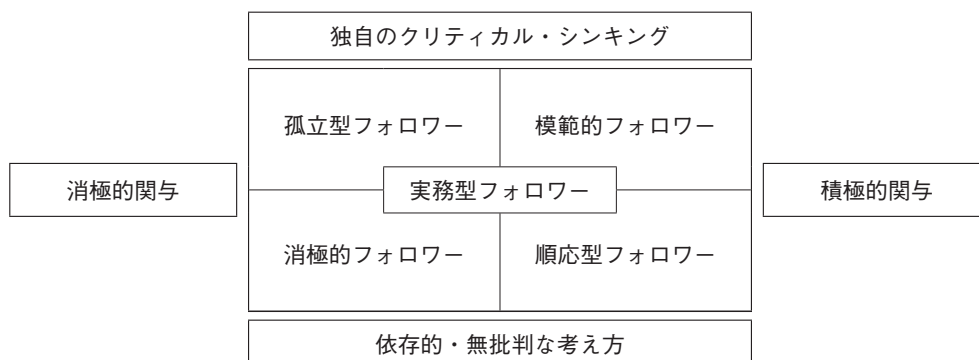 独自のクリティカル・シンキング
孤立型フォロワー
模範的フォロワー
消極的関与
実務型フォロワー
積極的関与
消極的フォロワー
順応型フォロワー
依存的・無批判な考え方